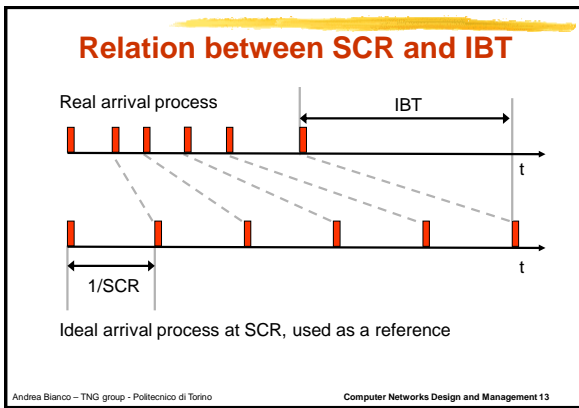 Relation between SCR and IBT
Real arrival process
IBT
t
t
1/SCR
Ideal arrival process at SCR, used as a reference
Andrea Bianco – TNG group - Politecnico di Torino
Computer Networks Design and Management 13